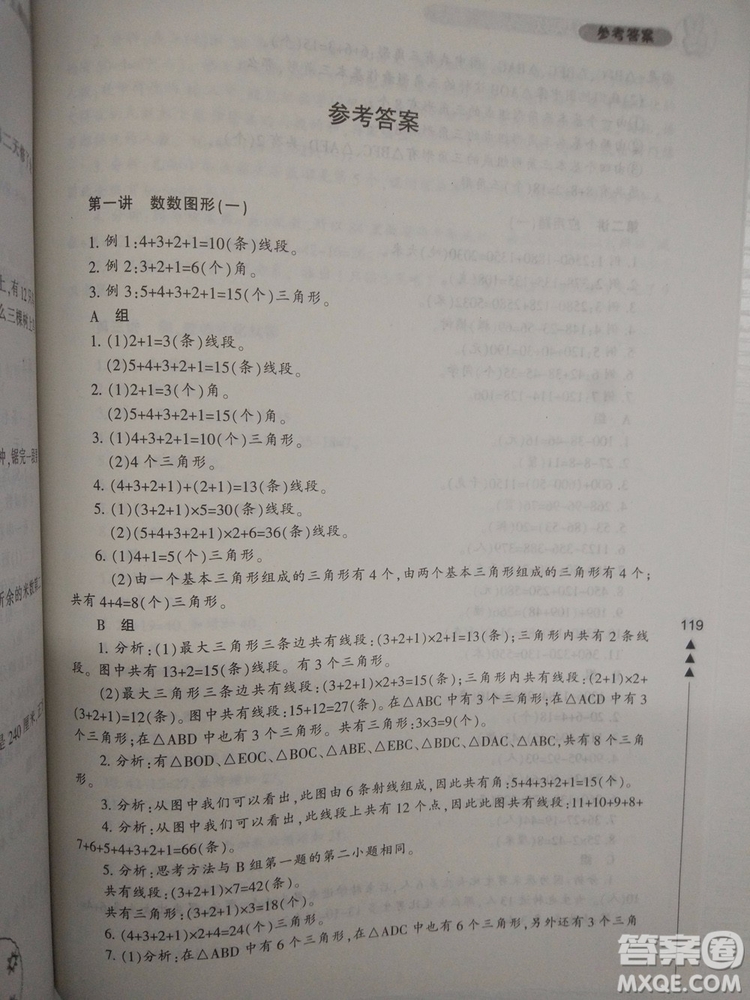 参考答案
参考答案
第一讲 数数图形(一)
1. 例1:4+3+2+1=10(条)线段。
2. 例2:3+2+1=6(个)角。
3. 例3:5+4+3+2+1=15(个)三角形。
A 组
1. (1)2+1=3(条)线段。
(2)5+4+3+2+1=15(条)线段。
2. (1)2+1=3(个)角。
(2)5+4+3+2+1=15(个)角。
3. (1)4+3+2+1=10(个)三角形。
(2)4个三角形。
4. (4+3+2+1)+(2+1)=13(条)线段。
5. (1)(3+2+1)×5=30(条)线段。
(2)(5+4+3+2+1)×2+6=36(条)线段。
6. (1)4+1=5(个)三角形。
(2)由一个基本三角形组成的三角形有4个,由两个基本三角形组成的三角形有4个;
共有4+4=8(个)三角形。
B 组
1. 分析:(1)最大三角形三条边共有线段:(3+2+1)×2+1=13(条);三角形内共有2条线
段。图中共有13+2=15(条)线段。有3个三角形。
(2)最大三角形三条边共有线段:(3+2+1)×2+3=15(条);三角形内共有线段:(2+1)×2+
(3+2+1)=12(条)。图中共有线段:15+12=27(条)。在△ABC中有3个三角形;在△ACD中有3
个三角形;在△ABD中也有3个三角形。共有三角形:3×3=9(个)。
2. 分析:有△BOD、△EOC、△BOC、△ABE、△EBC、△BDC、△DAC、△ABC,共有8个三角
形。
3. 分析:从图中我们可以看出,此图由6条射线组成,因此共有角:5+4+3+2+1=15(个)。
4. 分析:从图中我们可以看出,此线段上共有12个点,因此图中共有线段:11+10+9+8+
7+6+5+4+3+2+1=66(条)。
5. 分析:思考方法与B组第一题的第二小题相同。
共有线段:(3+2+1)×7=42(条)。
共有三角形:(3+2+1)×3=18(个)。
6. (4+3+2+1)×2+4=24(个)三角形。
7. (1)分析:在△ABD中有6个三角形,在△ADC中也有6个三角形,另外还有3个三角
119
答案圈
MXQE.COM